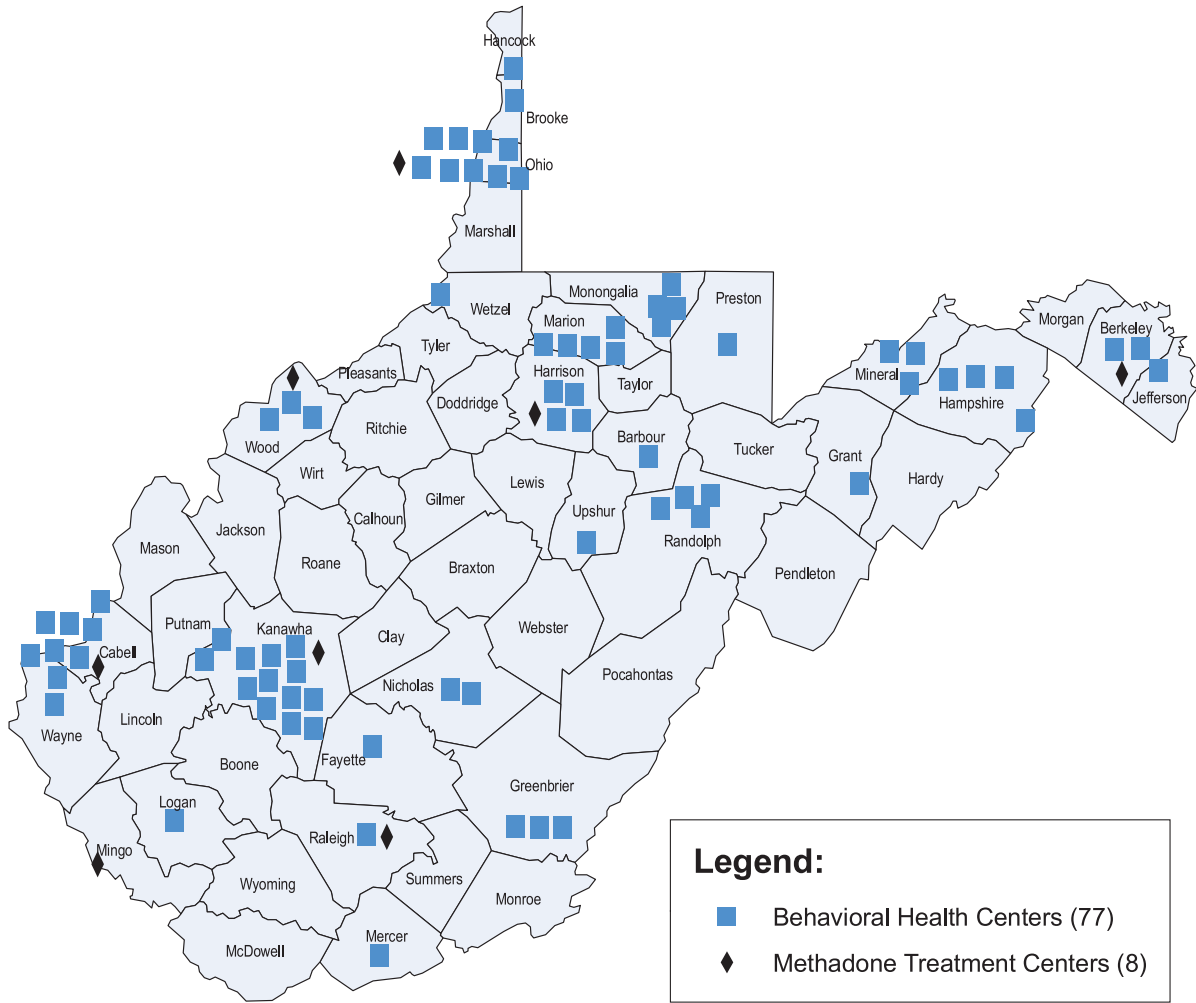 Hancock
Brooke
Ohio
Marshall
Wetzel
Monongalia
Preston
Marion
Tyler
Pleasants
Doddridge
Harrison
Taylor
Morgan
Berkeley
Jefferson
Mineral
Hampshire
Wood
Ritchie
Barbour
Tucker
Grant
Hardy
Wirt
Gilmer
Lewis
Upshur
Randolph
Calhoun
Jackson
Roane
Mason
Braxton
Pendleton
Putnam
Kanawha
Clay
Webster
Cabell
Pocahontas
Nicholas
Wayne
Lincoln
Boone
Fayette
Greenbrier
Logan
Raleigh
Mingo
Wyoming
Summers
Monroe
McDowell
Mercer
Legend:
Behavioral Health Centers (77)
Methadone Treatment Centers (8)